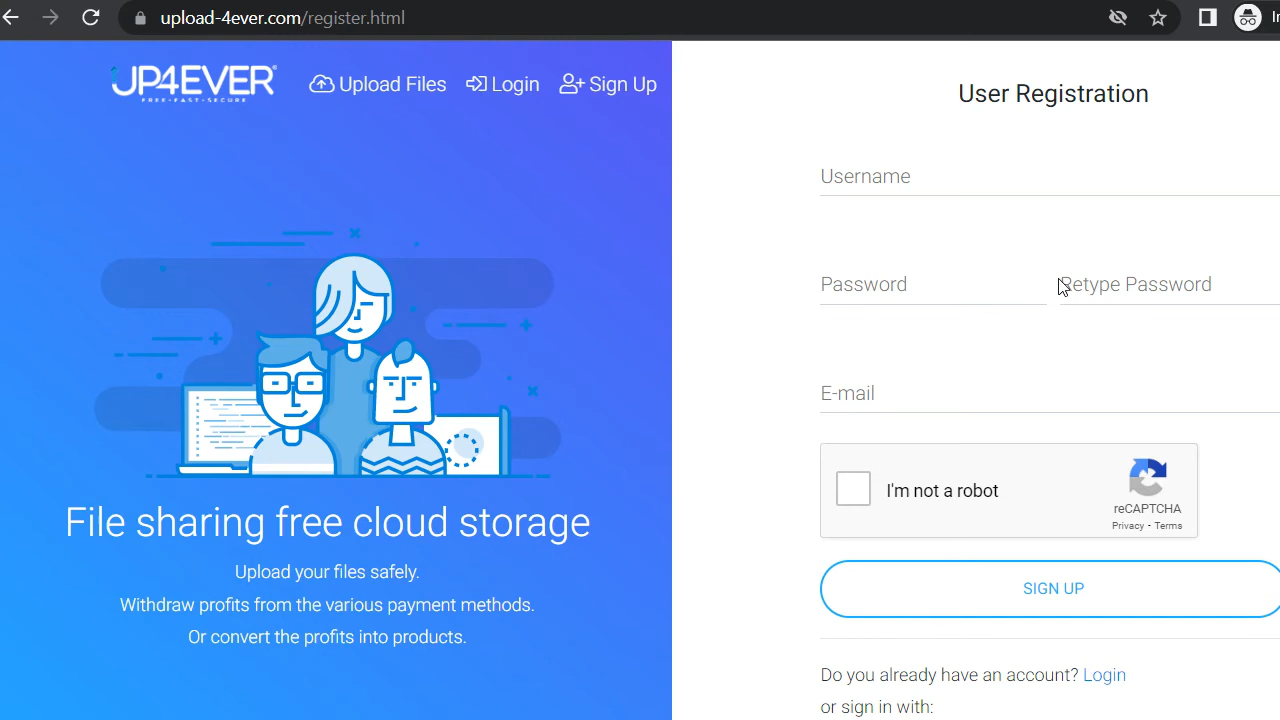 upload-4ever.com/register.html
UP4EVER®
FREE-FAST-SECURE
Upload Files
Login
Sign Up
File sharing free cloud storage
Upload your files safely.
Withdraw profits from the various payment methods.
Or convert the profits into products.
User Registration
Username
Password
Retype Password
E-mail
I'm not a robot
reCAPTCHA
Privacy - Terms
SIGN UP
Do you already have an account? Login
or sign in with: